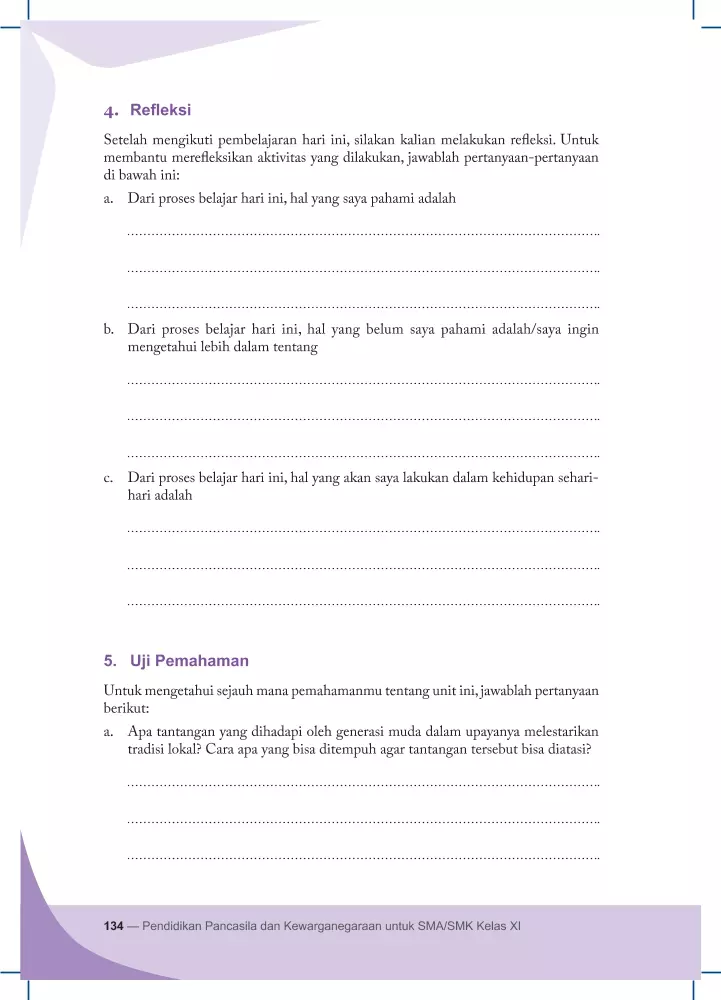 4. Refleksi
Setelah mengikuti pembelajaran hari ini, silakan kalian melakukan refleksi. Untuk
membantu merefleksikan aktivitas yang dilakukan, jawablah pertanyaan-pertanyaan
di bawah ini:
a. Dari proses belajar hari ini, hal yang saya pahami adalah
....................................................................................................................
....................................................................................................................
....................................................................................................................
b. Dari proses belajar hari ini, hal yang belum saya pahami adalah/saya ingin
mengetahui lebih dalam tentang
....................................................................................................................
....................................................................................................................
....................................................................................................................
c. Dari proses belajar hari ini, hal yang akan saya lakukan dalam kehidupan sehari-
hari adalah
....................................................................................................................
....................................................................................................................
....................................................................................................................
5. Uji Pemahaman
Untuk mengetahui sejauh mana pemahamanmu tentang unit ini, jawablah pertanyaan
berikut:
a. Apa tantangan yang dihadapi oleh generasi muda dalam upayanya melestarikan
tradisi lokal? Cara apa yang bisa ditempuh agar tantangan tersebut bisa diatasi?
....................................................................................................................
....................................................................................................................
....................................................................................................................
134 — Pendidikan Pancasila dan Kewarganegaraan untuk SMA/SMK Kelas XI